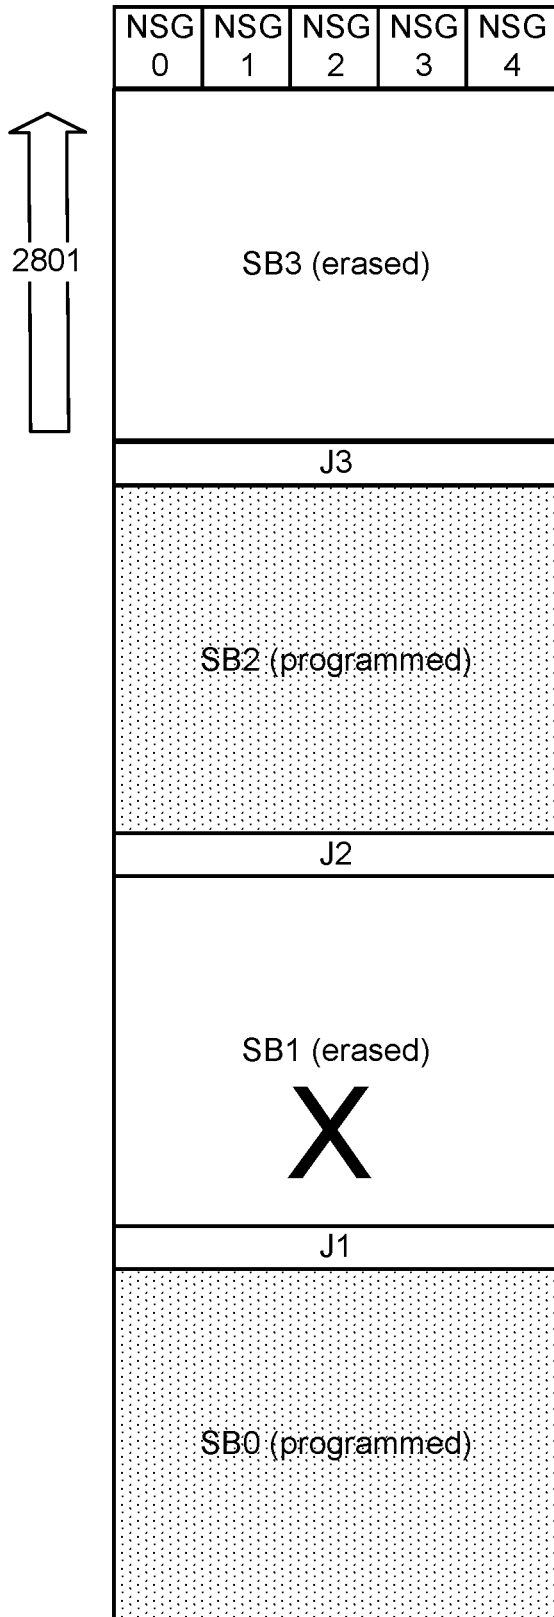 NSG NSG NSG NSG NSG
0 1 2 3 4
2801
SB3 (erased)
J3
SB2 (programmed)
J2
SB1 (erased)
X
J1
SB0 (programmed)